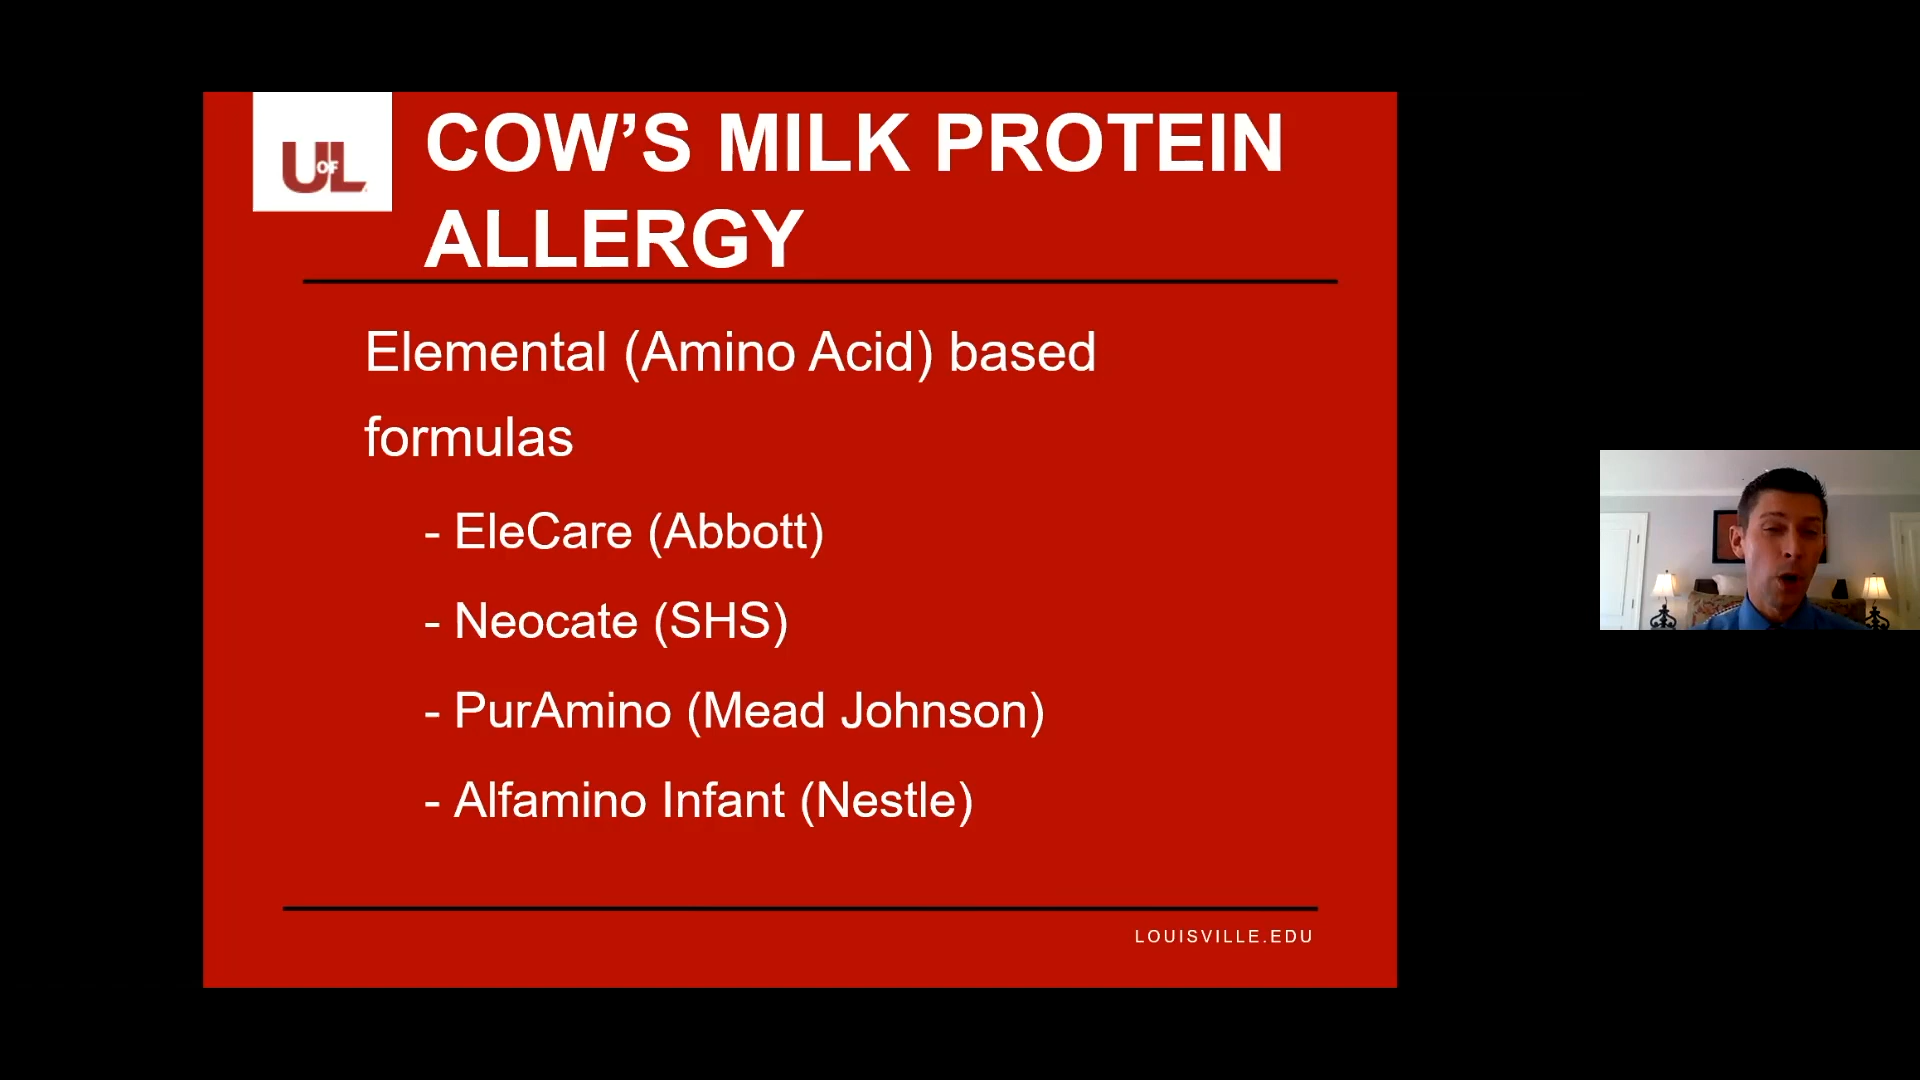 UofL
COW’S MILK PROTEIN
ALLERGY
Elemental (Amino Acid) based
formulas
- EleCare (Abbott)
- Neocate (SHS)
- PurAmino (Mead Johnson)
- Alfamino Infant (Nestle)
LOUISVILLE.EDU